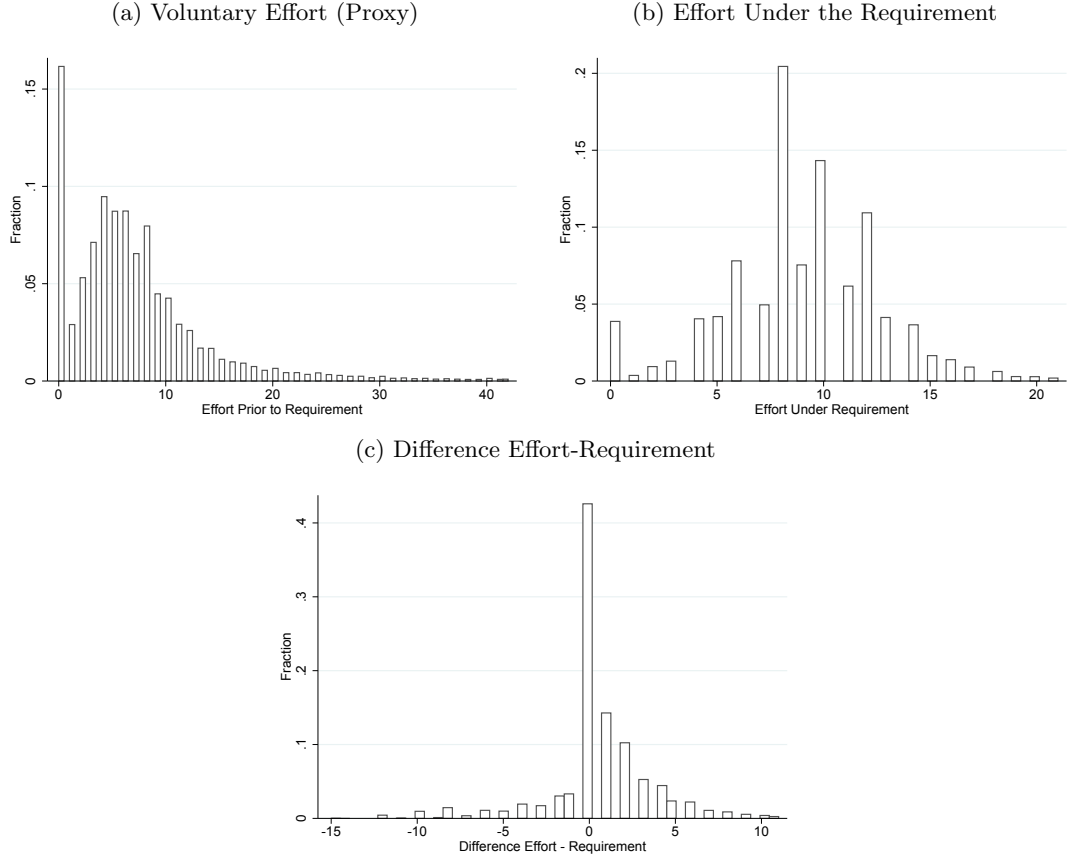 (a) Voluntary Effort (Proxy)
.15
.1
.05
0
Fraction
0 10 20 30 40
Effort Prior to Requirement
(b) Effort Under the Requirement
.2
.15
.1
.05
0
Fraction
0 5 10 15 20
Effort Under Requirement
(c) Difference Effort-Requirement
.4
.3
.2
.1
0
Fraction
-15 -10 -5 0 5 10
Difference Effort - Requirement